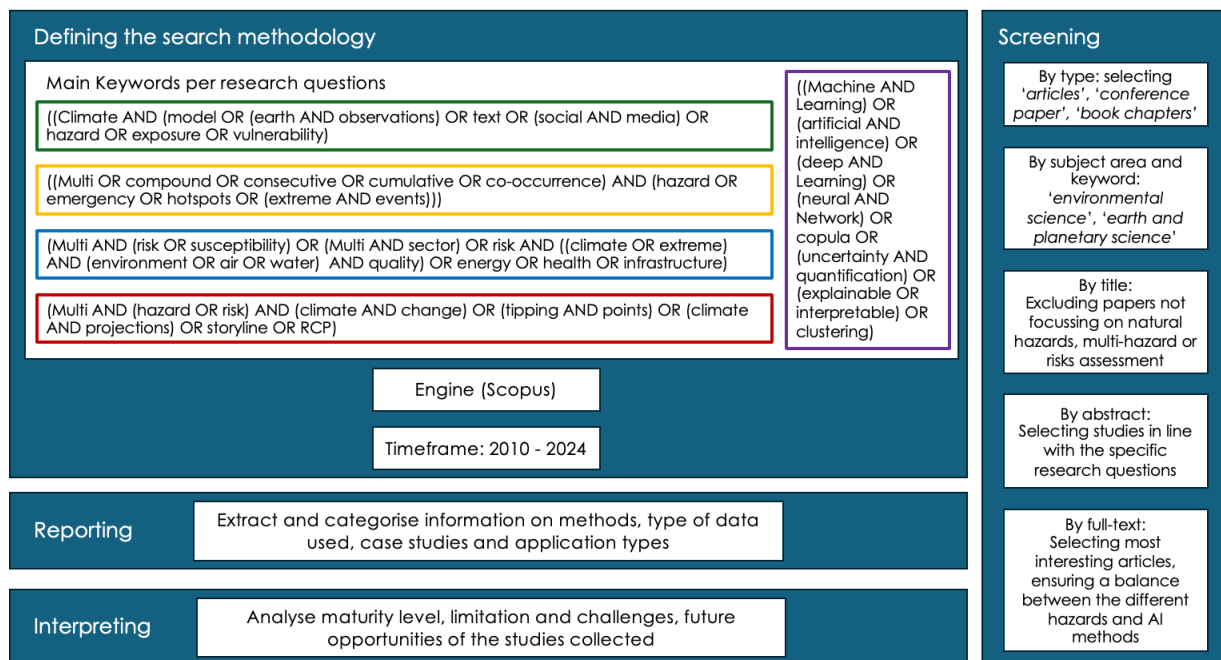 Defining the search methodology
Main Keywords per research questions
((Climate AND (model OR (earth AND observations) OR text OR (social AND media) OR
hazard OR exposure OR vulnerability)
((Multi OR compound OR consecutive OR cumulative OR co-occurrence) AND (hazard OR
emergency OR hotspots OR (extreme AND events)))
(Multi AND (risk OR susceptibility) OR (Multi AND sector) OR risk AND ((climate OR extreme)
AND (environment OR air OR water) AND quality) OR energy OR health OR infrastructure)
(Multi AND (hazard OR risk) AND (climate AND change) OR (tipping AND points) OR (climate
AND projections) OR storyline OR RCP)
((Machine AND
Learning) OR
(artificial AND
intelligence) OR
(deep AND
Learning) OR
(neural AND
Network) OR
copula OR
(uncertainty AND
quantification) OR
(explainable OR
interpretable) OR
clustering)
Engine (Scopus)
Timeframe: 2010 - 2024
Reporting
Extract and categorise information on methods, type of data
used, case studies and application types
Interpreting
Analyse maturity level, limitation and challenges, future
opportunities of the studies collected
Screening
By type: selecting
‘articles’, ‘conference
paper’, ‘book chapters’
By subject area and
keyword:
‘environmental
science’, ‘earth and
planetary science’
By title:
Excluding papers not
focussing on natural
hazards, multi-hazard or
risks assessment
By abstract:
Selecting studies in line
with the specific
research questions
By full-text:
Selecting most
interesting articles,
ensuring a balance
between the different
hazards and AI
methods